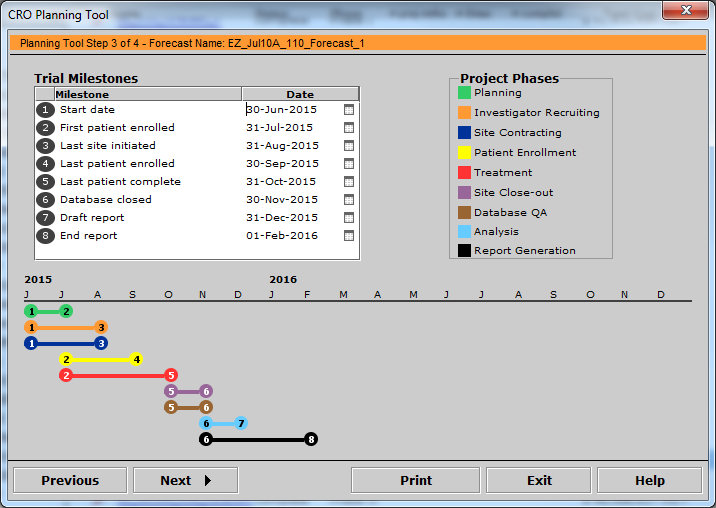 CRO Planning Tool
Planning Tool Step 3 of 4 - Forecast Name: EZ_Jul10A_110_Forecast_1
Trial Milestones
Milestone Date
1 Start date 30-Jun-2015
2 First patient enrolled 31-Jul-2015
3 Last site initiated 31-Aug-2015
4 Last patient enrolled 30-Sep-2015
5 Last patient complete 31-Oct-2015
6 Database closed 30-Nov-2015
7 Draft report 31-Dec-2015
8 End report 01-Feb-2016
Project Phases
Planning
Investigator Recruiting
Site Contracting
Patient Enrollment
Treatment
Site Close-out
Database QA
Analysis
Report Generation
2015 2016
J J A S O N D J F M A M J J A S O N D
1 2
1 3
1 3
2 4
2 5
5 6
5 6
6 7
6 8
Previous Next Print Exit Help